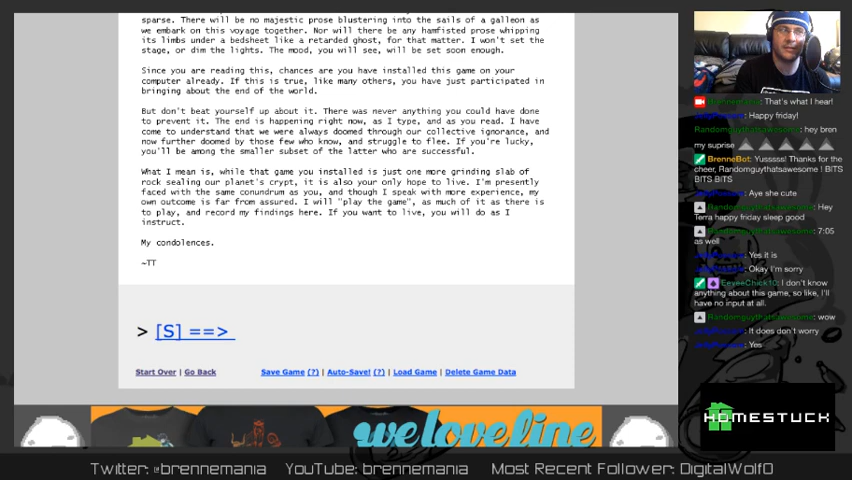 sparse. There will be no majestic prose blustering into the sails of a galleon as
we embark on this voyage together. Nor will there be any hamfisted prose whipping
its limbs under a bedsheet like a retarded ghost, for that matter. I won't set the
stage, or dim the lights. The mood, you will see, will be set soon enough.
Since you are reading this, chances are you have installed this game on your
computer already. If this is true, like many others, you have just participated in
bringing about the end of the world.
But don't beat yourself up about it. There was never anything you could have done
to prevent it. The end is happening right now, as I type, and as you read. I have
come to understand that we were always doomed through our collective ignorance, and
now further doomed by those few who know, and struggle to flee. If you're lucky,
you'll be among the smaller subset of the latter who are successful.
What I mean is, while that game you installed is just one more grinding slab of
rock sealing our planet's crypt, it is also your only hope to live. I'm presently
faced with the same conundrum as you, and though I speak with more experience, my
own outcome is far from assured. I will "play the game", as much of it as there is
to play, and record my findings here. If you want to live, you will do as I
instruct.
My condolences.
~TT
> [S] ==>
Start Over | Go Back
Save Game (?) | Auto-Save! (?) | Load Game | Delete Game Data
weloveline
: That's what I hear!
: Happy friday!
Randomguythatsawesome: hey bren
my suprise
BrenneBot: Yusssss! Thanks for the
cheer, Randomguythatsawesome! BITS
BITS BITS
: Aye she cute
Randomguythatsawesome: Hey
Terra happy friday sleep good
Randomguythatsawesome: 7:05
as well
: Yes it is
: Okay I'm sorry
EeyeeChick10: I don't know
anything about this game, so like, I'll
have no input at all.
Randomguythatsawesome: wow
: It does don't worry
: Yes
HOMESTUCK
Twitter: @brennemania YouTube: brennemania Most Recent Follower: DigitalWolf0